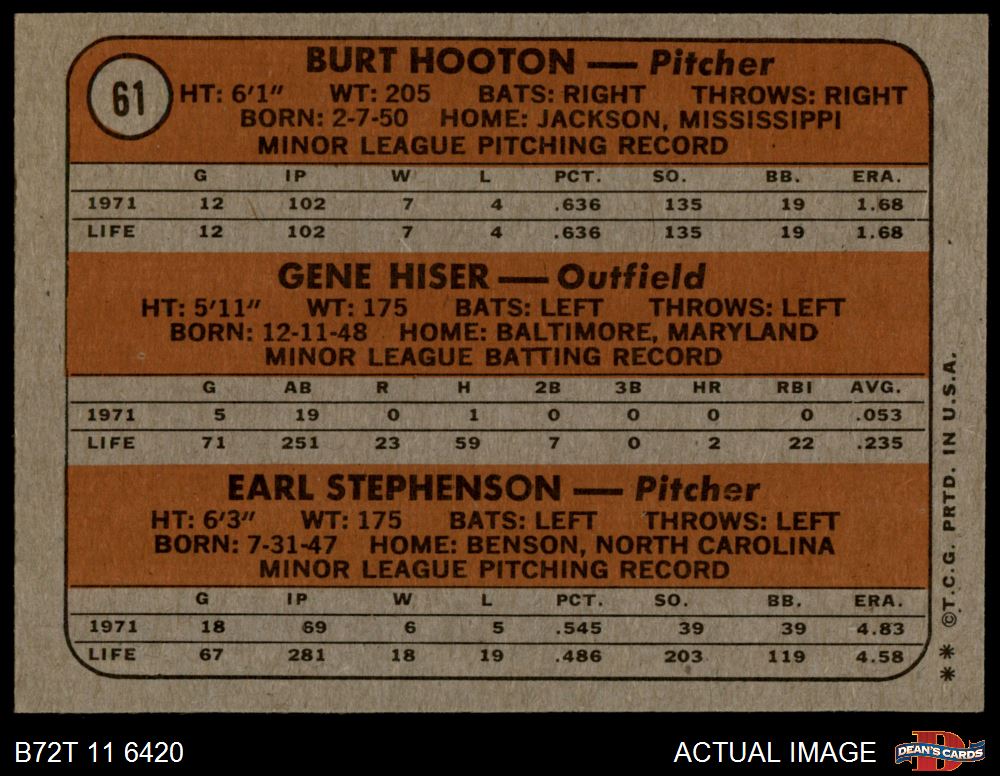 BURT HOOTON — Pitcher
61
HT: 6'1" WT: 205 BATS: RIGHT THROWS: RIGHT
BORN: 2-7-50 HOME: JACKSON, MISSISSIPPI
MINOR LEAGUE PITCHING RECORD
G IP W L PCT. SO. BB. ERA.
1971 12 102 7 4 .636 135 19 1.68
LIFE 12 102 7 4 .636 135 19 1.68
GENE HISER — Outfield
HT: 5'11" WT: 175 BATS: LEFT THROWS: LEFT
BORN: 12-11-48 HOME: BALTIMORE, MARYLAND
MINOR LEAGUE BATTING RECORD
G AB R H 2B 3B HR RBI AVG.
1971 5 19 0 1 0 0 0 0 .053
LIFE 71 251 23 59 7 0 2 22 .235
EARL STEPHENSON — Pitcher
HT: 6'3" WT: 175 BATS: LEFT THROWS: LEFT
BORN: 7-31-47 HOME: BENSON, NORTH CAROLINA
MINOR LEAGUE PITCHING RECORD
G IP W L PCT. SO. BB. ERA.
1971 18 69 6 5 .545 39 39 4.83
LIFE 67 281 18 19 .486 203 119 4.58
** ©T.C.G. PRTD. IN U.S.A.
B72T 11 6420
ACTUAL IMAGE
D
DEAN'S CARDS